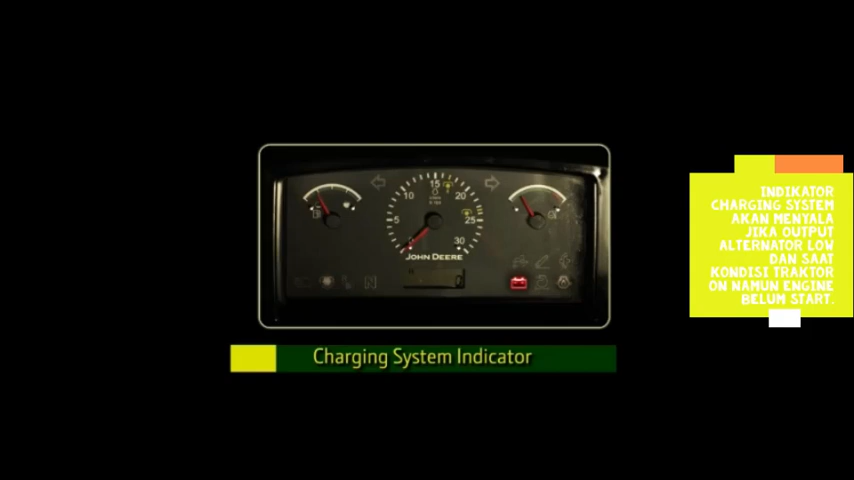 5
10
15
20
25
30
JOHN DEERE
N
0
Charging System Indicator
INDIKATOR
CHARGING SYSTEM
AKAN MENYALA
JIKA OUTPUT
ALTERNATOR LOW
DAN SAAT
KONDISI TRAKTOR
ON NAMUN ENGINE
BELUM START.